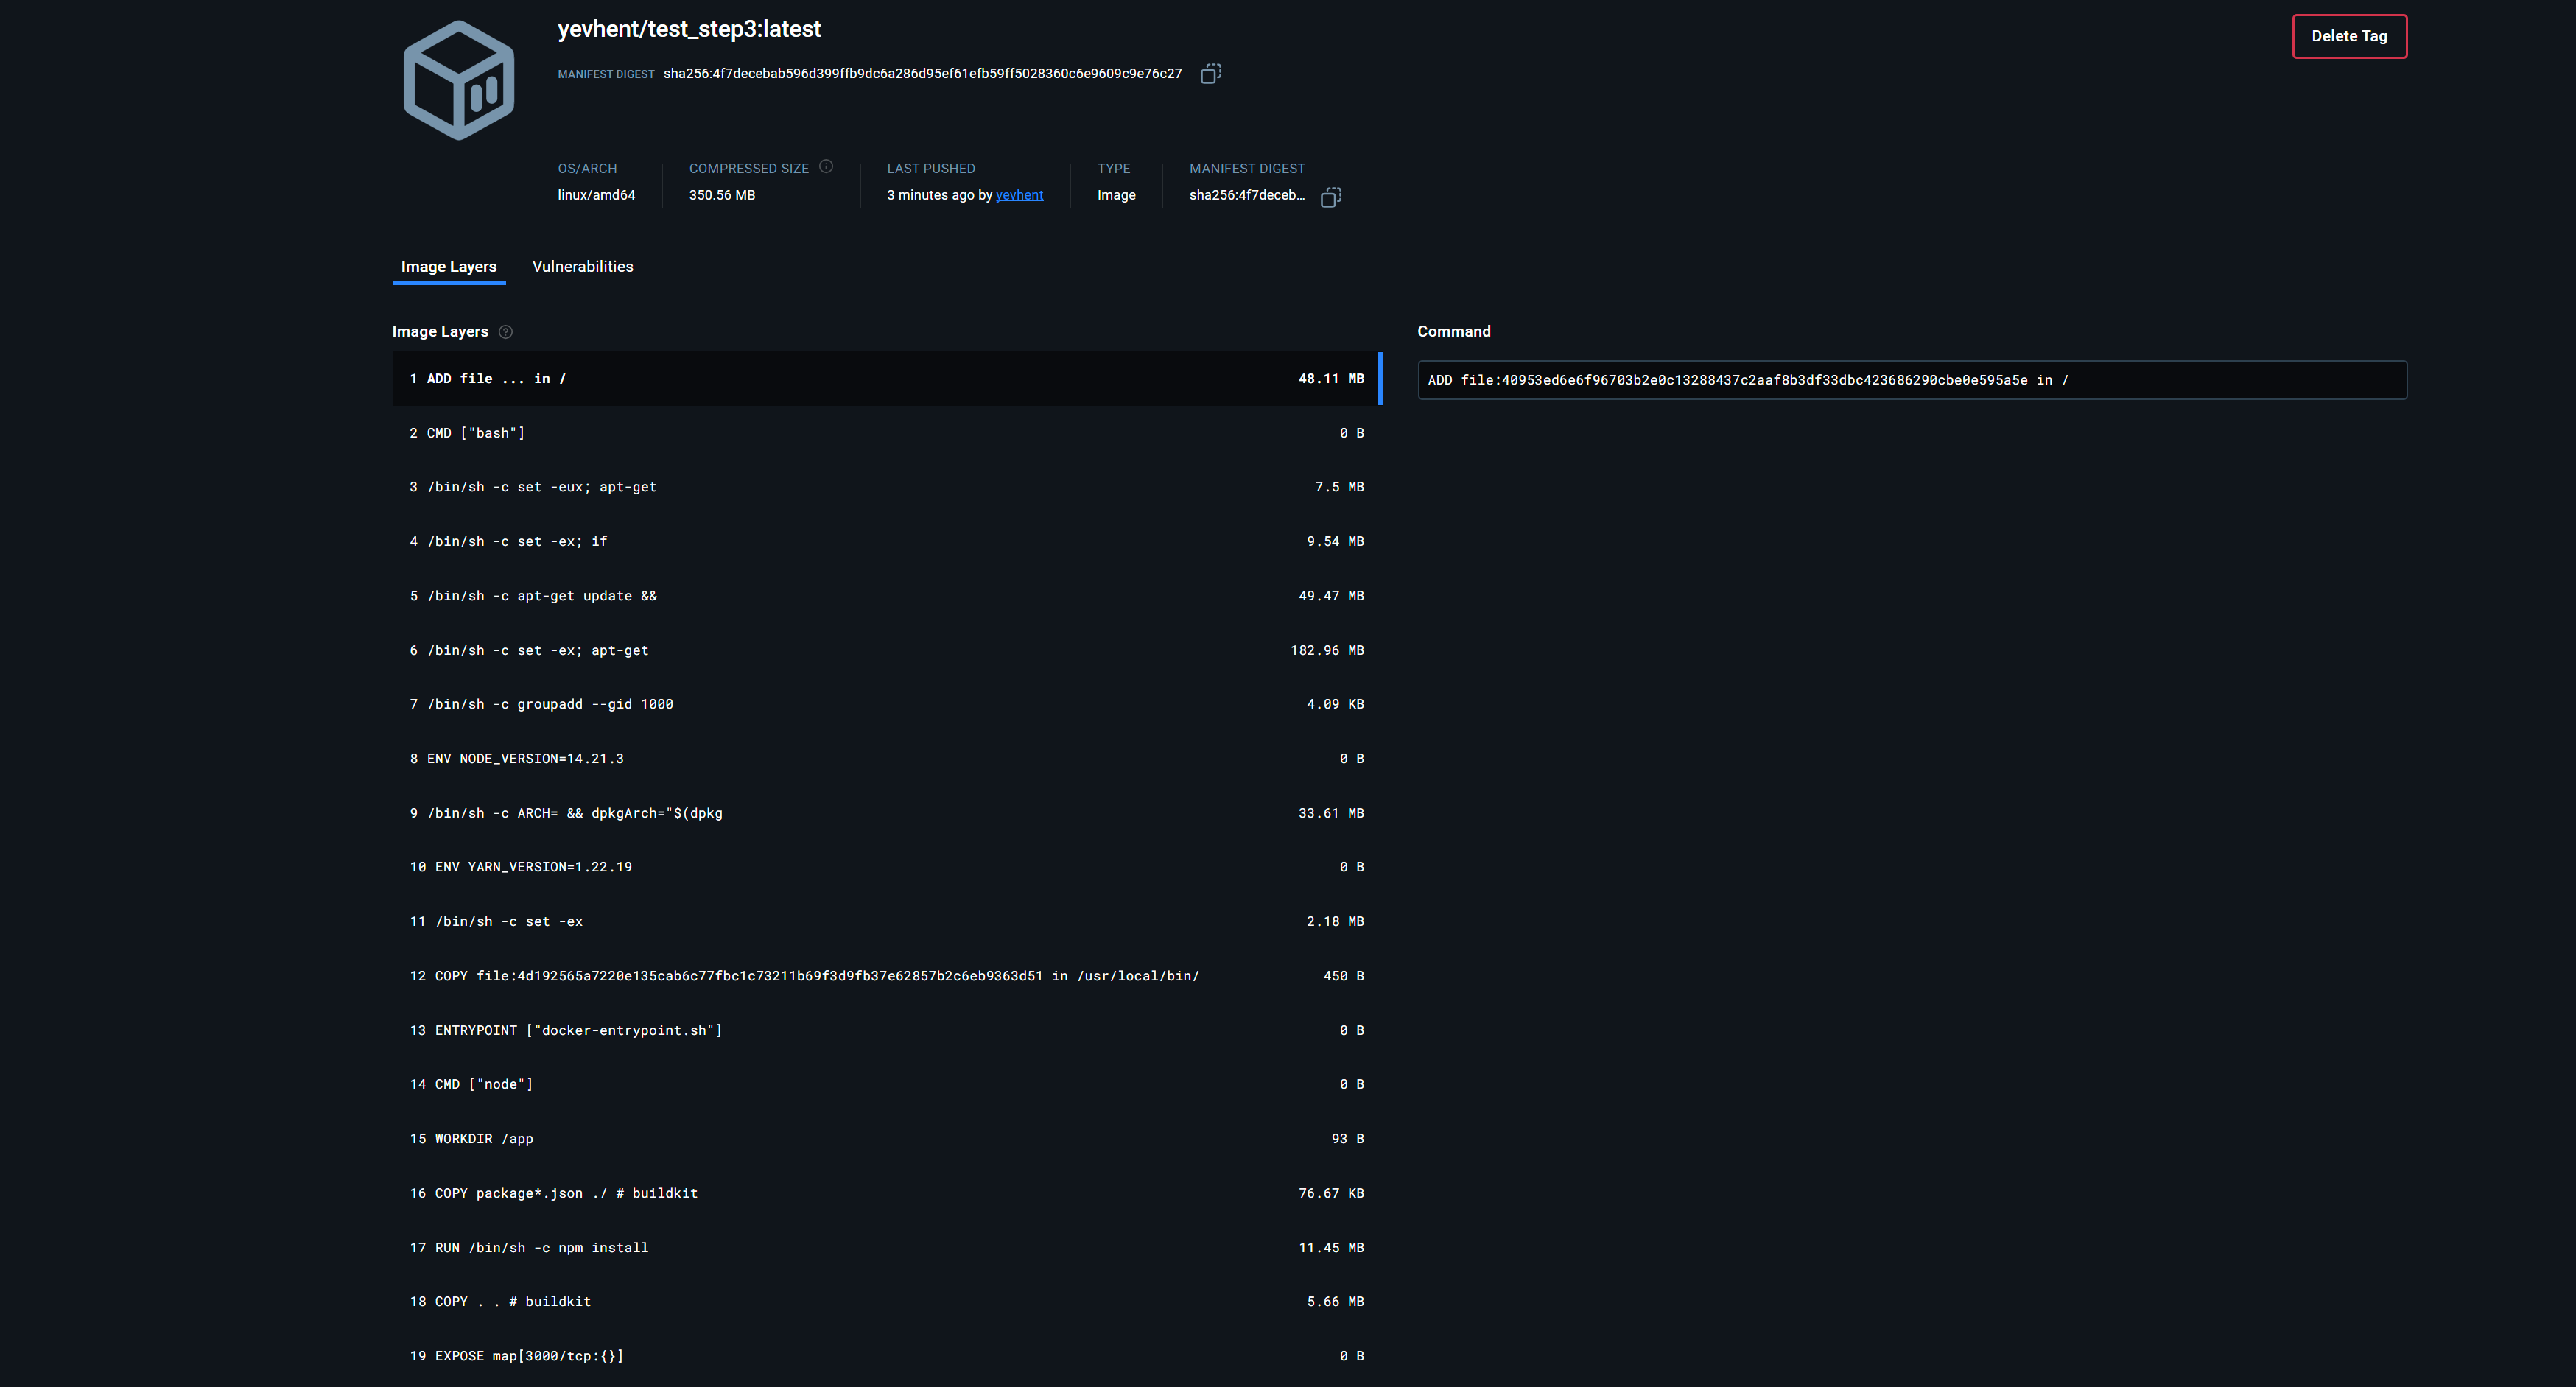 yevhent/test_step3:latest
Delete Tag
MANIFEST DIGEST sha256:4f7decebab596d399ffb9dc6a286d95ef61efb59ff5028360c6e9609c9e76c27
OS/ARCH
linux/amd64
COMPRESSED SIZE
350.56 MB
LAST PUSHED
3 minutes ago by yevhent
TYPE
Image
MANIFEST DIGEST
sha256:4f7deceb...
Image Layers Vulnerabilities
Image Layers
1 ADD file ... in / 48.11 MB
2 CMD ["bash"] 0 B
3 /bin/sh -c set -eux; apt-get 7.5 MB
4 /bin/sh -c set -ex; if 9.54 MB
5 /bin/sh -c apt-get update && 49.47 MB
6 /bin/sh -c set -ex; apt-get 182.96 MB
7 /bin/sh -c groupadd --gid 1000 4.09 KB
8 ENV NODE_VERSION=14.21.3 0 B
9 /bin/sh -c ARCH= && dpkgArch="$(dpkg 33.61 MB
10 ENV YARN_VERSION=1.22.19 0 B
11 /bin/sh -c set -ex 2.18 MB
12 COPY file:4d192565a7220e135cab6c77fbc1c73211b69f3d9fb37e62857b2c6eb9363d51 in /usr/local/bin/ 450 B
13 ENTRYPOINT ["docker-entrypoint.sh"] 0 B
14 CMD ["node"] 0 B
15 WORKDIR /app 93 B
16 COPY package*.json ./ # buildkit 76.67 KB
17 RUN /bin/sh -c npm install 11.45 MB
18 COPY . . # buildkit 5.66 MB
19 EXPOSE map[3000/tcp:{}] 0 B
Command
ADD file:40953ed6e6f96703b2e0c13288437c2aaf8b3df33dbc423686290cbe0e595a5e in /